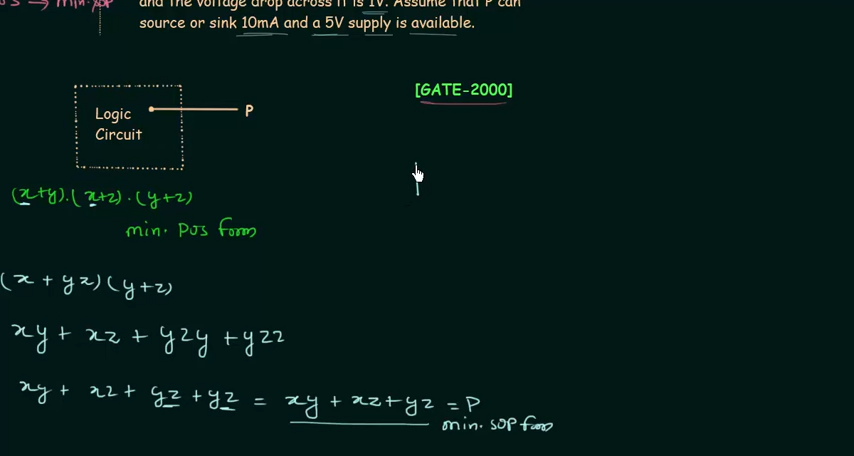 and the voltage drop across it is 1V. Assume that P can
source or sink 10mA and a 5V supply is available.
[GATE-2000]
Logic
Circuit
P
(x+y).(x+z).(y+z)
min. POS form
(x + yz)(y+z)
xy + xz + yzy + yzz
xy + xz + yz + yz = xy + xz + yz = P
min. SOP form